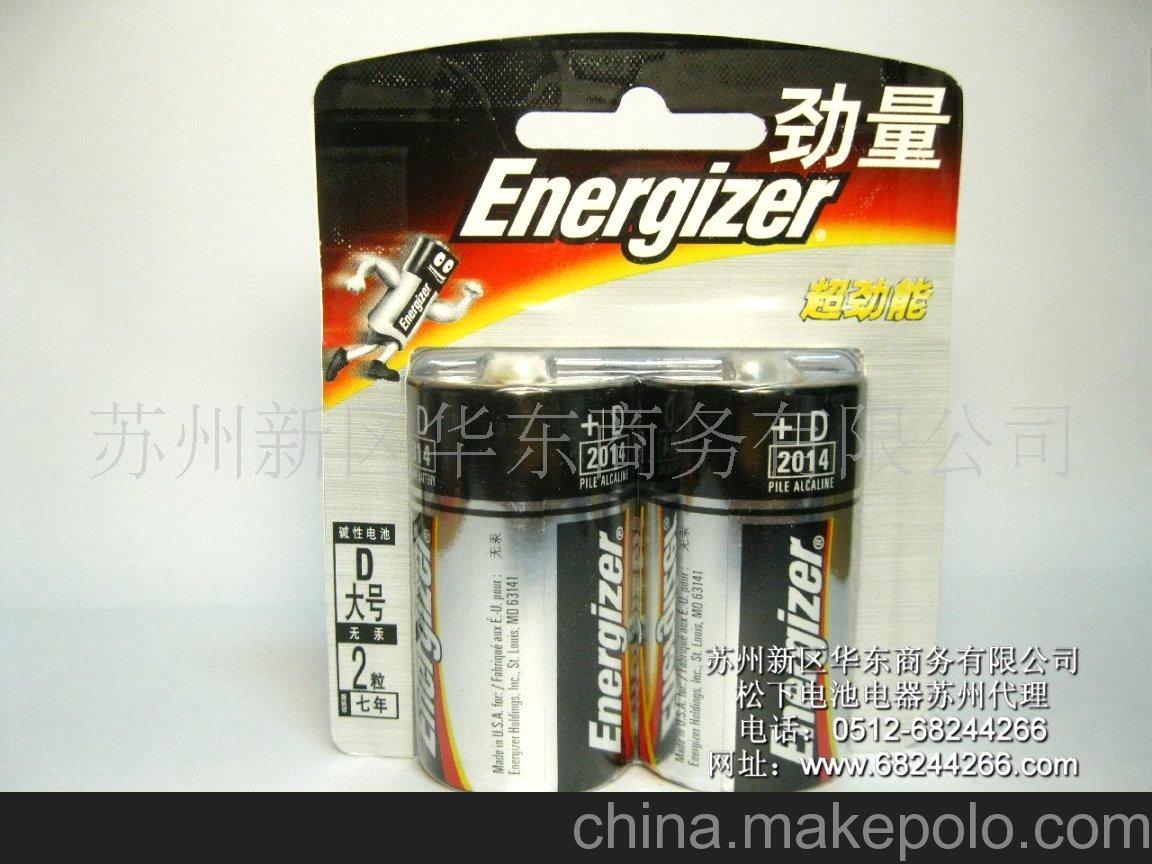 劲量
Energizer
超劲能
Energizer
苏州新区华东商务有限公司
D
+ D
+ D
2014
2014
PILE ALCALINE
PILE ALCALINE
碱性电池
D
大号
无汞
2粒
七年
Energizer
Made in U.S.A. for: / Fabriqué aux É.-U. pour : 无汞
Energizer Holdings, Inc., St. Louis, MO 63141
Energizer®
Energizer
Made in U.S.A. for: / Fabriqué aux É.-U. pour : 无汞
Energizer Holdings, Inc., St. Louis, MO 63141
Energizer®
苏州新区华东商务有限公司
松下电池电器苏州代理
电话：0512-68244266
网址：www.68244266.com
china.makepolo.com